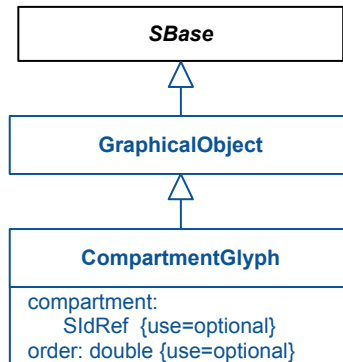 SBase
GraphicalObject
CompartmentGlyph
compartment:
SIdRef {use=optional}
order: double {use=optional}